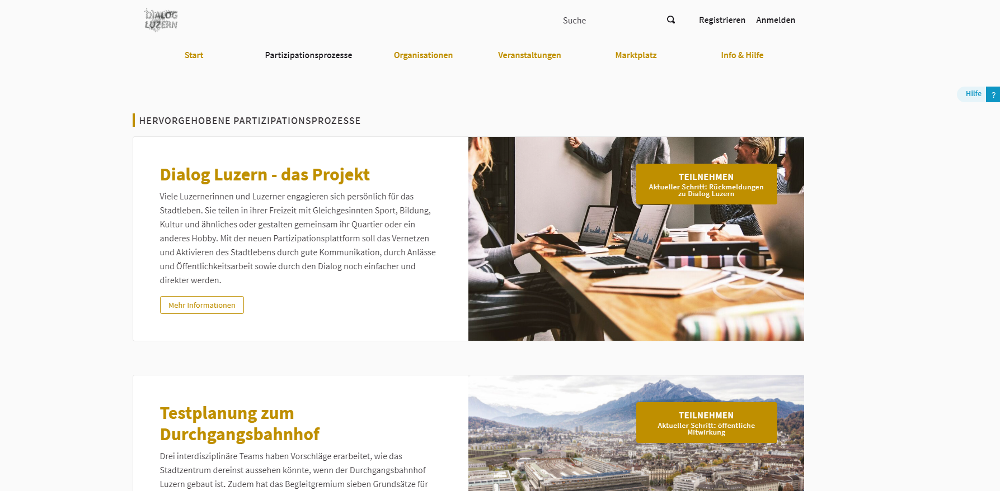 DIALOG
LUZERN
Suche
Registrieren
Anmelden
Start
Partizipationsprozesse
Organisationen
Veranstaltungen
Marktplatz
Info & Hilfe
Hilfe
?
HERVORGEHOBENE PARTIZIPATIONSPROZESSE
Dialog Luzern - das Projekt
Viele Luzernerinnen und Luzerner engagieren sich persönlich für das
Stadtleben. Sie teilen in ihrer Freizeit mit Gleichgesinnten Sport, Bildung,
Kultur und ähnliches oder gestalten gemeinsam ihr Quartier oder ein
anderes Hobby. Mit der neuen Partizipationsplattform soll das Vernetzen
und Aktivieren des Stadtlebens durch gute Kommunikation, durch Anlässe
und Öffentlichkeitsarbeit sowie durch den Dialog noch einfacher und
direkter werden.
Mehr Informationen
TEILNEHMEN
Aktueller Schritt: Rückmeldungen
zu Dialog Luzern
Testplanung zum
Durchgangsbahnhof
Drei interdisziplinäre Teams haben Vorschläge erarbeitet, wie das
Stadtzentrum dereinst aussehen könnte, wenn der Durchgangsbahnhof
Luzern gebaut ist. Zudem hat das Begleitgremium sieben Grundsätze für
TEILNEHMEN
Aktueller Schritt: öffentliche
Mitwirkung